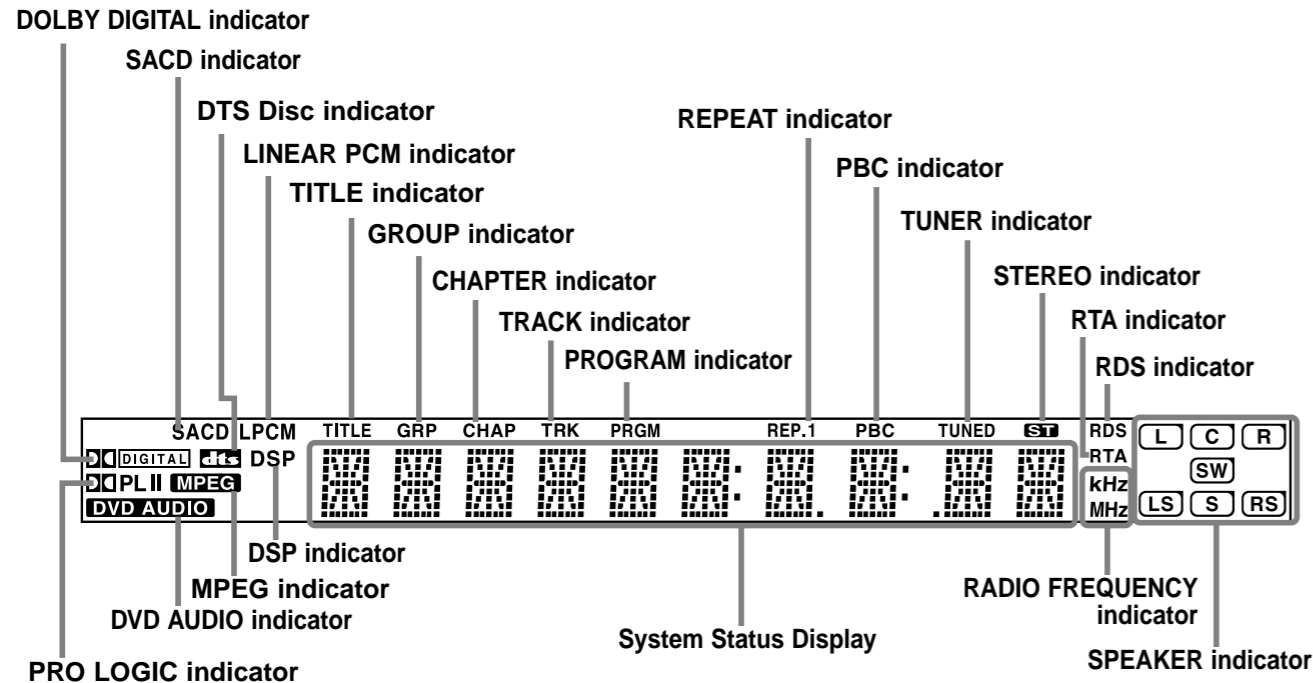 DOLBY DIGITAL indicator
SACD indicator
DTS Disc indicator
REPEAT indicator
LINEAR PCM indicator
PBC indicator
TITLE indicator
TUNER indicator
GROUP indicator
CHAPTER indicator
STEREO indicator
TRACK indicator
RTA indicator
PROGRAM indicator
RDS indicator
SACD LPCM TITLE GRP CHAP TRK PRGM REP.1 PBC TUNED ST RDS
L C R
DIGITAL dts DSP RTA
SW
PL II MPEG kHz
DVD AUDIO MHz
LS S RS
DSP indicator
MPEG indicator
RADIO FREQUENCY
indicator
DVD AUDIO indicator
System Status Display
SPEAKER indicator
PRO LOGIC indicator